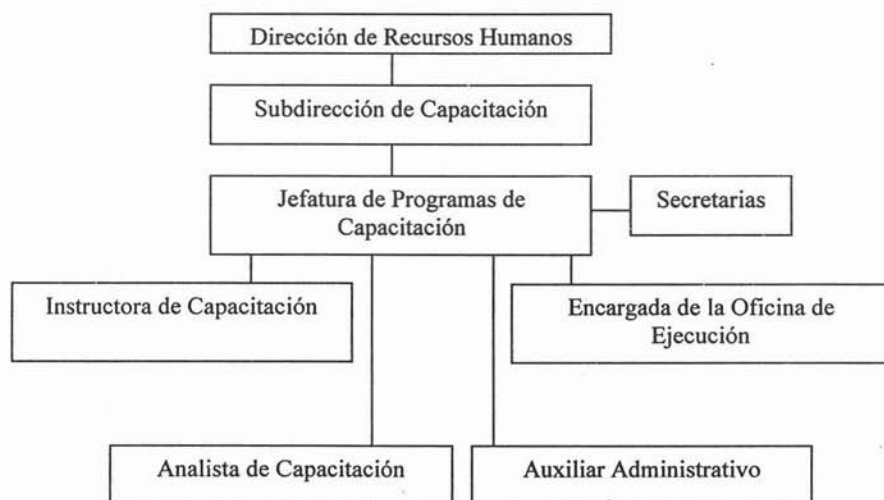 Dirección de Recursos Humanos
Subdirección de Capacitación
Jefatura de Programas de
Capacitación
Secretarias
Instructora de Capacitación
Encargada de la Oficina de
Ejecución
Analista de Capacitación
Auxiliar Administrativo